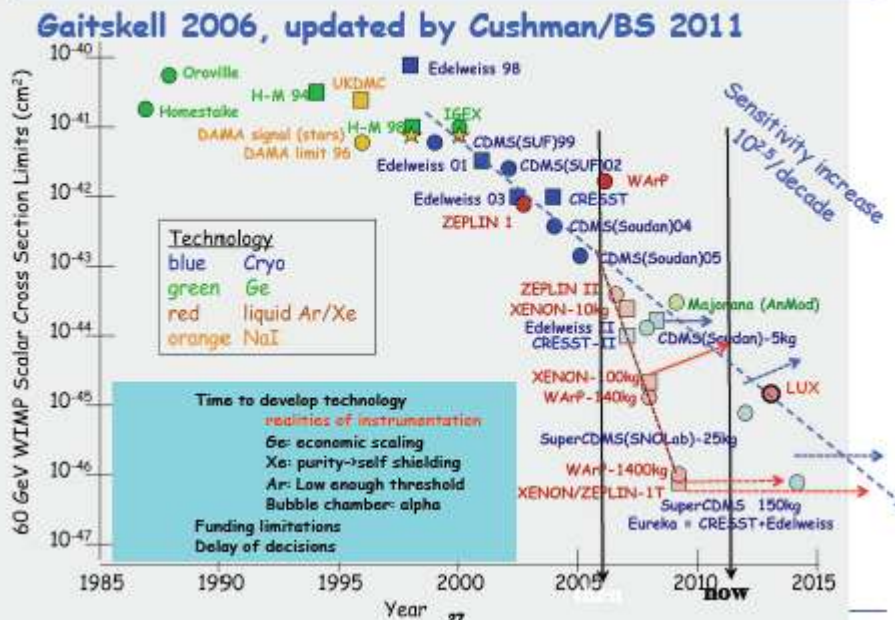 Gaitskell 2006, updated by Cushman/BS 2011
60 GeV WIMP Scalar Cross Section Limits (cm²)
10⁻⁴⁰
10⁻⁴¹
10⁻⁴²
10⁻⁴³
10⁻⁴⁴
10⁻⁴⁵
10⁻⁴⁶
10⁻⁴⁷
Oroville
Homestake
H-M 94
UKDMC
Edelweiss 98
H-M 98
IGEX
DAMA signal (stars)
DAMA limit 96
CDMS(SUF)99
Edelweiss 01
CDMS(SUF)02
WArP
Edelweiss 03
CRESST
ZEPLIN 1
CDMS(Soudan)04
CDMS(Soudan)05
Sensitivity increase
10^2.5/decade
Technology
blue Cryo
green Ge
red liquid Ar/Xe
orange NaI
ZEPLIN II
XENON-10kg
Majorana (AnMod)
Edelweiss II
CRESST-II
CDMS(Soudan)-5kg
XENON-100kg
WArP-140kg
LUX
SuperCDMS(SNOLab)-25kg
WArP-1400kg
XENON/ZEPLIN-1T
SuperCDMS 150kg
Eureka = CRESST+Edelweiss
Time to develop technology
realities of instrumentation
Ge: economic scaling
Xe: purity->self shielding
Ar: Low enough threshold
Bubble chamber: alpha
Funding limitations
Delay of decisions
1985 1990 1995 2000 2005 2010 2015
then
now
Year
27